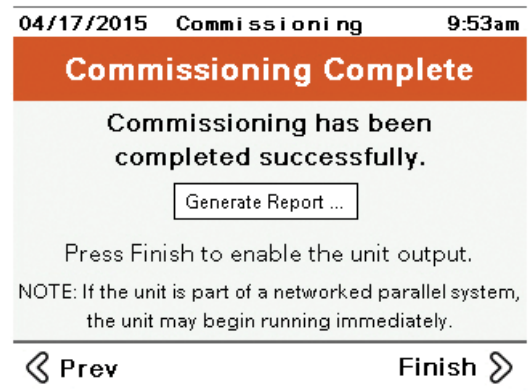 04/17/2015 Commissioning 9:53am
Commissioning Complete
Commissioning has been
completed successfully.
Generate Report ...
Press Finish to enable the unit output.
NOTE: If the unit is part of a networked parallel system,
the unit may begin running immediately.
Prev Finish